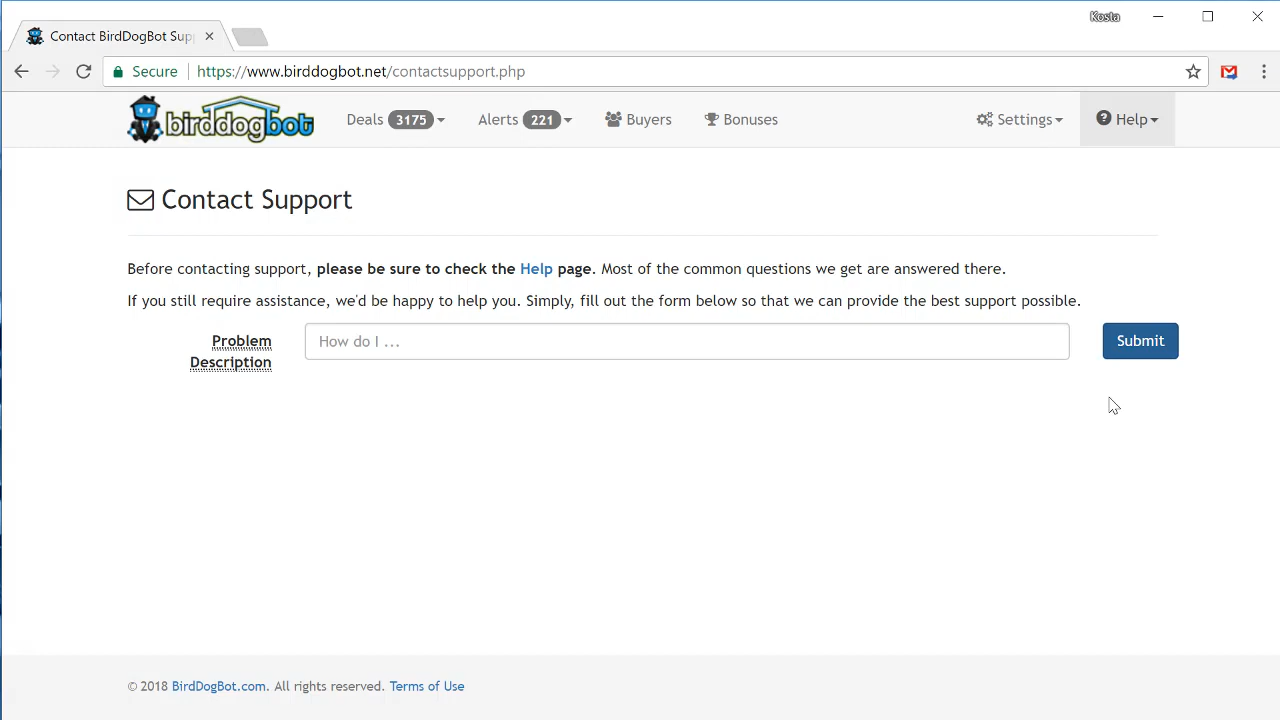 Kosta
Contact BirdDogBot Sup
Secure https://www.birddogbot.net/contactsupport.php
birddogbot Deals 3175 Alerts 221 Buyers Bonuses Settings Help
Contact Support
Before contacting support, please be sure to check the Help page. Most of the common questions we get are answered there.
If you still require assistance, we'd be happy to help you. Simply, fill out the form below so that we can provide the best support possible.
Problem
Description
How do I ...
Submit
© 2018 BirdDogBot.com. All rights reserved. Terms of Use